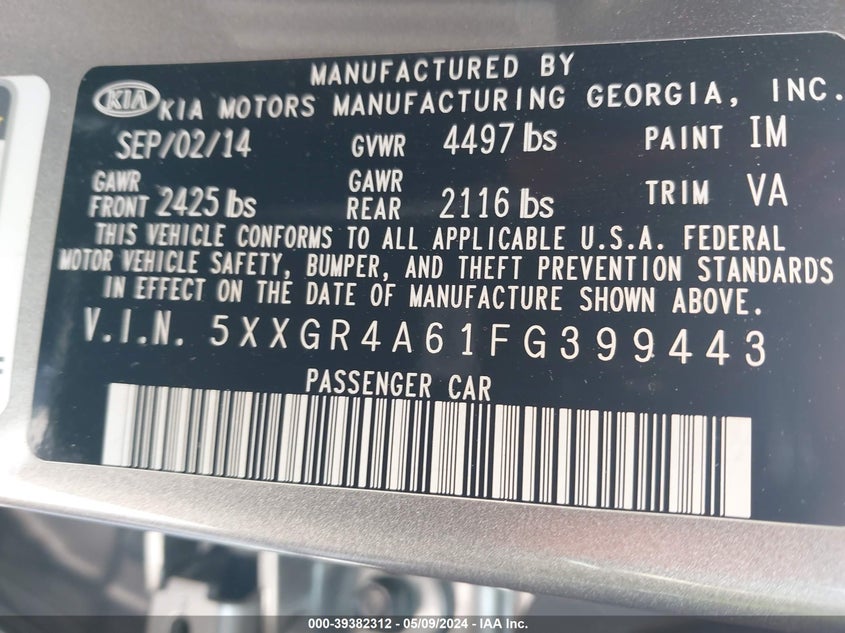 MANUFACTURED BY
KIA KIA MOTORS MANUFACTURING GEORGIA, INC.
SEP/02/14 GVWR 4497 lbs PAINT IM
GAWR FRONT 2425 lbs GAWR REAR 2116 lbs TRIM VA
THIS VEHICLE CONFORMS TO ALL APPLICABLE U.S.A. FEDERAL
MOTOR VEHICLE SAFETY, BUMPER, AND THEFT PREVENTION STANDARDS
IN EFFECT ON THE DATE OF MANUFACTURE SHOWN ABOVE.
V.I.N. 5XXGR4A61FG399443
PASSENGER CAR
000-39382312 - 05/09/2024 - IAA Inc.